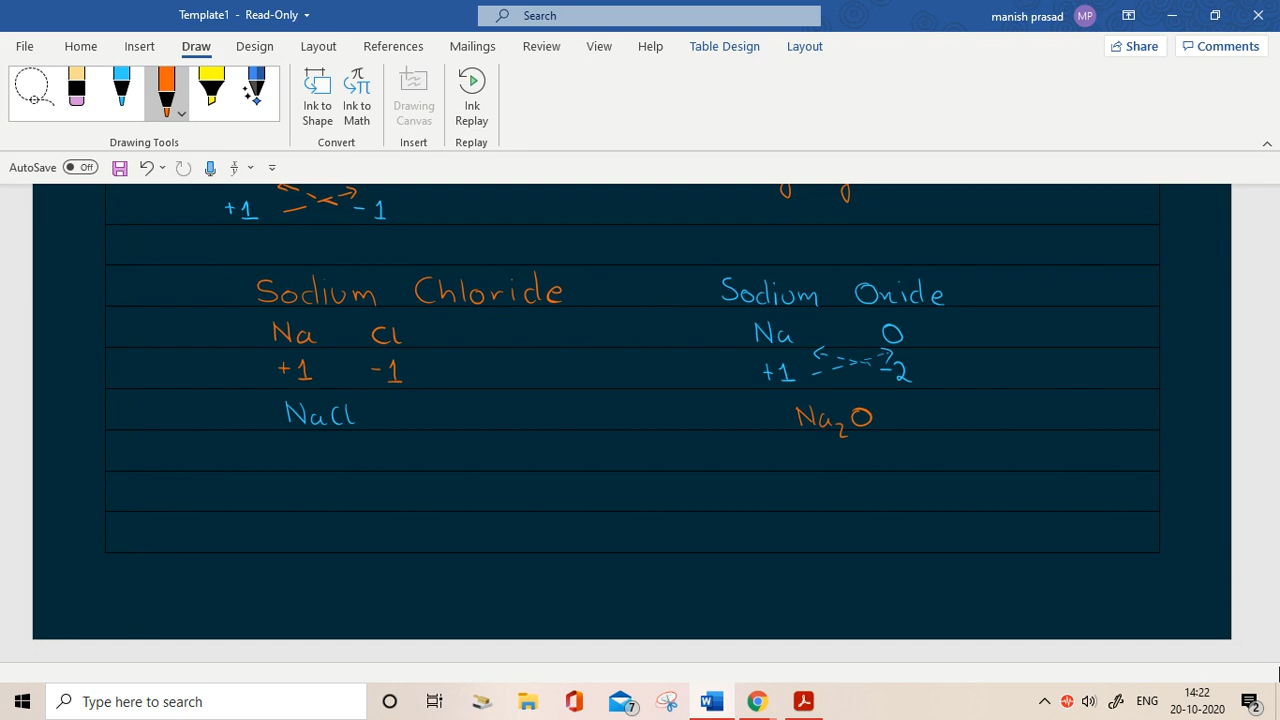 Template1 - Read-Only
Search
manish prasad MP
File Home Insert Draw Design Layout References Mailings Review View Help Table Design Layout Share Comments
Ink to Shape
Ink to Math
Drawing Canvas
Ink Replay
Drawing Tools Convert Insert Replay
AutoSave Off
+1 -1
Sodium Chloride Sodium Oxide
Na Cl Na O
+1 -1 +1 -2
NaCl Na₂O
Type here to search
7
ENG
14:22
20-10-2020
2